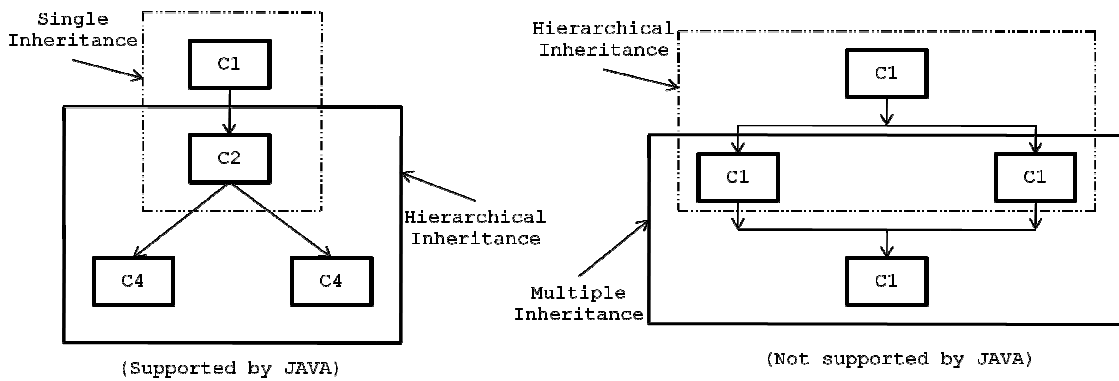 Single
Inheritance
C1
C2
Hierarchical
Inheritance
C4
C4
(Supported by JAVA)
Hierarchical
Inheritance
C1
C1
C1
Multiple
Inheritance
C1
(Not supported by JAVA)